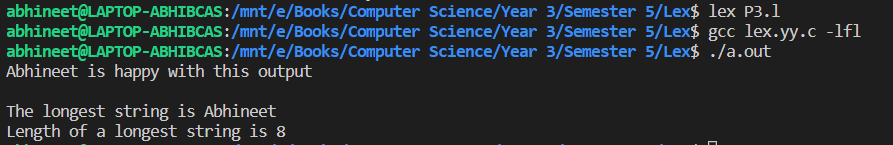 abhineet@LAPTOP-ABHIBCAS:/mnt/e/Books/Computer Science/Year 3/Semester 5/Lex$ lex P3.l
abhineet@LAPTOP-ABHIBCAS:/mnt/e/Books/Computer Science/Year 3/Semester 5/Lex$ gcc lex.yy.c -lfl
abhineet@LAPTOP-ABHIBCAS:/mnt/e/Books/Computer Science/Year 3/Semester 5/Lex$ ./a.out
Abhineet is happy with this output
The longest string is Abhineet
Length of a longest string is 8